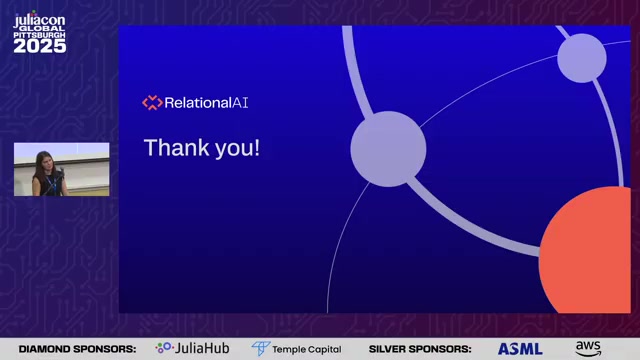 juliacon
GLOBAL
PITTSBURGH
2025
RelationalAI
Thank you!
DIAMOND SPONSORS:
JuliaHub
Temple Capital
SILVER SPONSORS:
ASML
aws